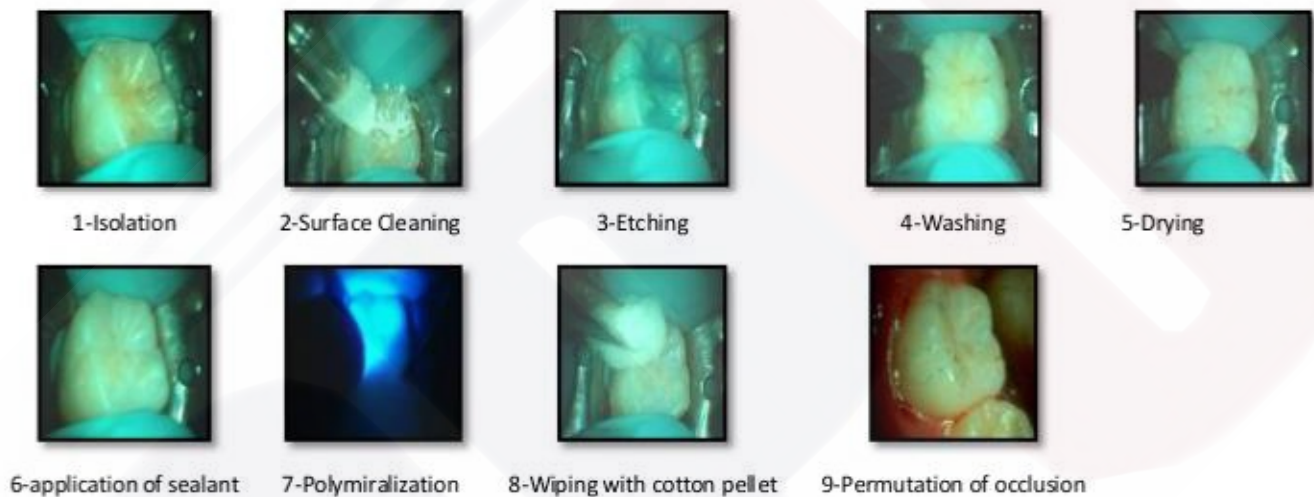 1-Isolation
2-Surface Cleaning
3-Etching
4-Washing
5-Drying
6-application of sealant
7-Polymiralization
8-Wiping with cotton pellet
9-Permutation of occlusion